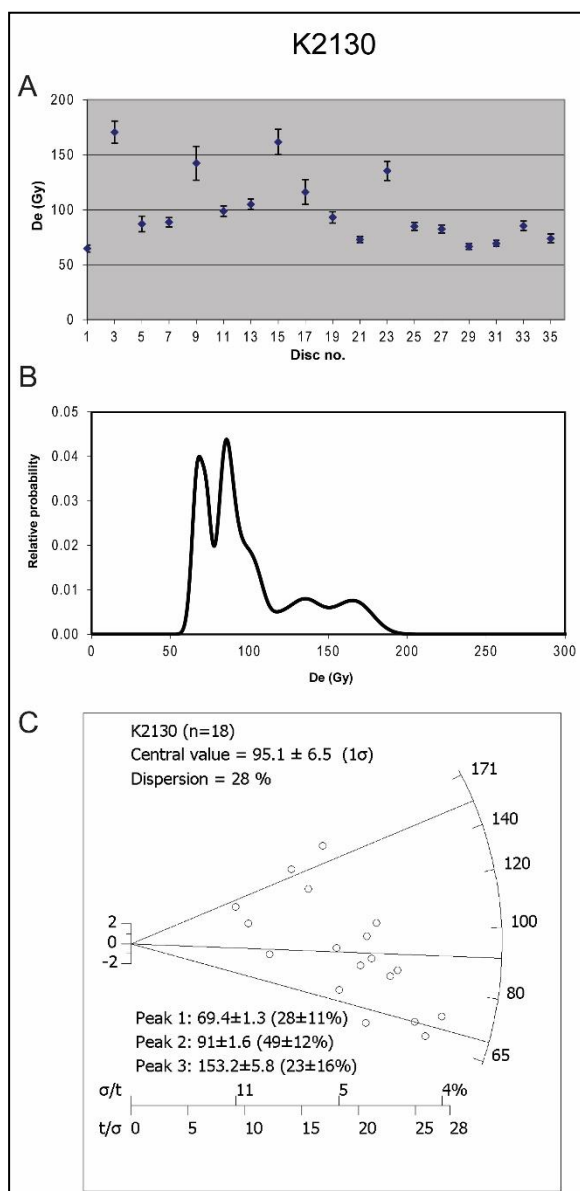 K2130
A
200
150
100
50
0
De (Gy)
1 3 5 7 9 11 13 15 17 19 21 23 25 27 29 31 33 35
Disc no.
B
0.05
0.04
0.03
0.02
0.01
0.00
Relative probability
0 50 100 150 200 250 300
De (Gy)
C
K2130 (n=18)
Central value = 95.1 ± 6.5 (1σ)
Dispersion = 28 %
171
140
120
100
80
65
2
0
-2
Peak 1: 69.4±1.3 (28±11%)
Peak 2: 91±1.6 (49±12%)
Peak 3: 153.2±5.8 (23±16%)
σ/t 11 5 4%
t/σ 0 5 10 15 20 25 28